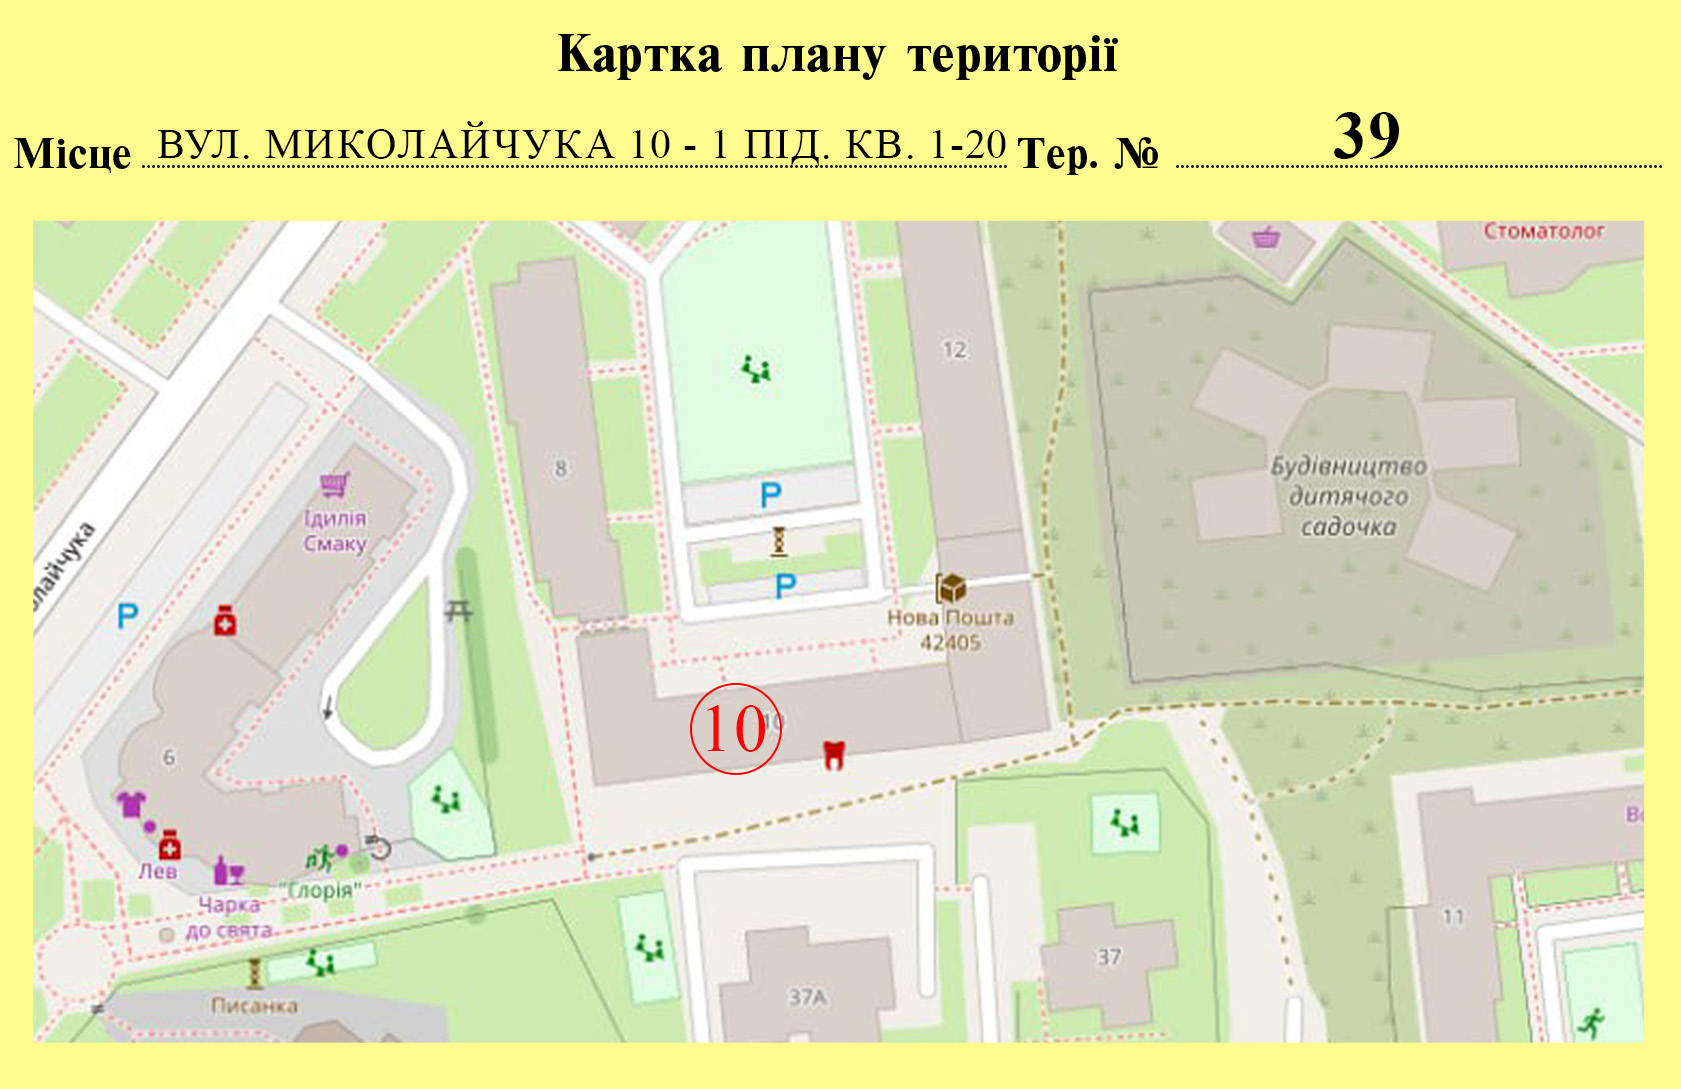 Картка плану території
Місце ВУЛ. МИКОЛАЙЧУКА 10 - 1 ПІД. КВ. 1-20 Тер. № 39
Стоматолог
12
8
Р
Будівництво
дитячого
садочка
Ідилія
Смаку
олайчука
Р
Р
Нова Пошта
42405
10
10
6
Лев
"Глорія"
Чарка
до свята
Писанка
37А
37
11